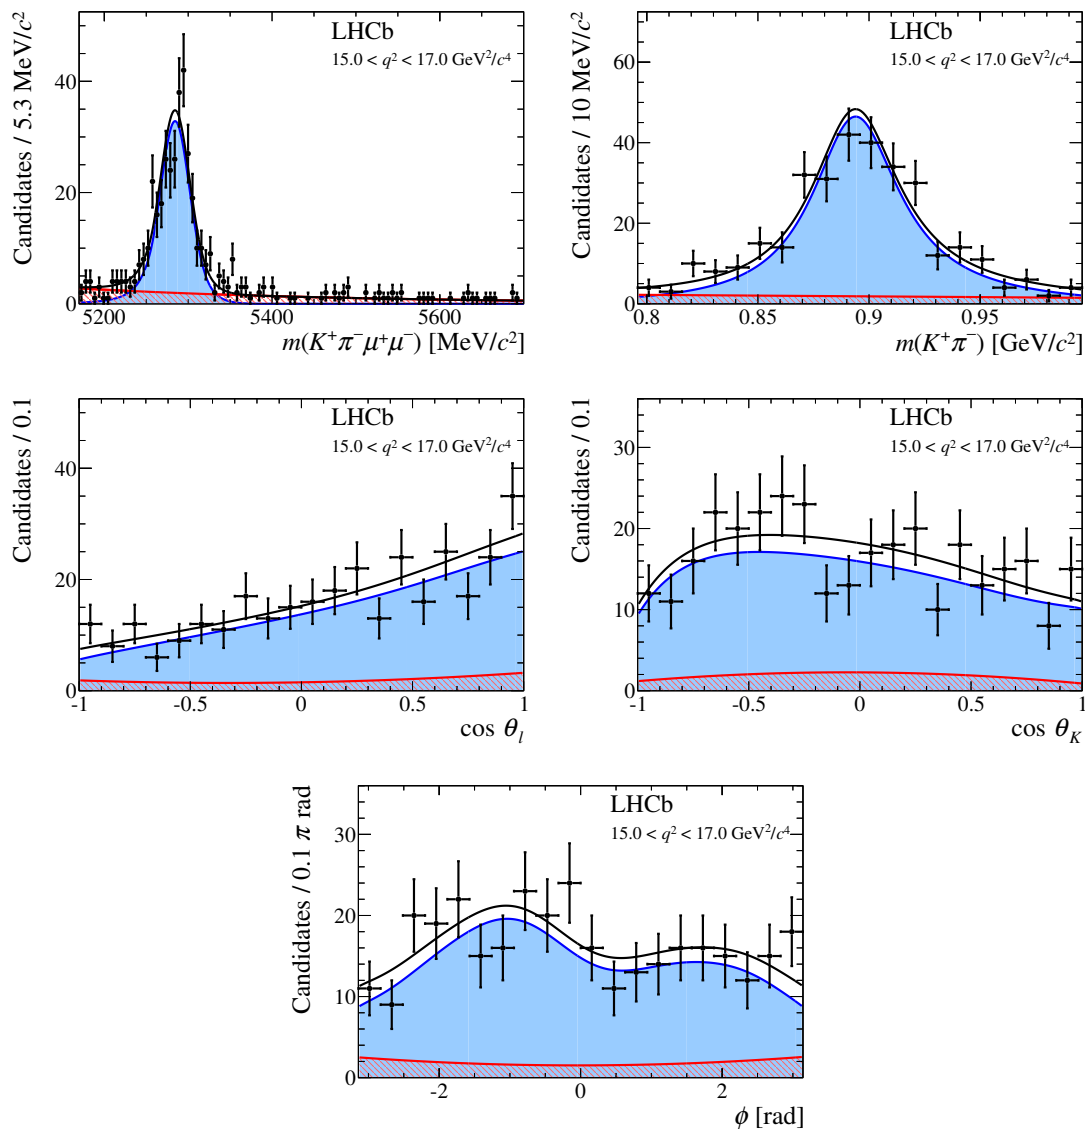 LHCb
15.0 < q² < 17.0 GeV²/c⁴
Candidates / 5.3 MeV/c²
0
20
40
5200
5400
5600
m(K⁺π⁻μ⁺μ⁻) [MeV/c²]
LHCb
15.0 < q² < 17.0 GeV²/c⁴
Candidates / 10 MeV/c²
0
20
40
60
0.8
0.85
0.9
0.95
m(K⁺π⁻) [GeV/c²]
LHCb
15.0 < q² < 17.0 GeV²/c⁴
Candidates / 0.1
0
20
40
-1
-0.5
0
0.5
1
cos θ_l
LHCb
15.0 < q² < 17.0 GeV²/c⁴
Candidates / 0.1
0
10
20
30
-1
-0.5
0
0.5
1
cos θ_K
LHCb
15.0 < q² < 17.0 GeV²/c⁴
Candidates / 0.1 π rad
0
10
20
30
-2
0
2
ϕ [rad]